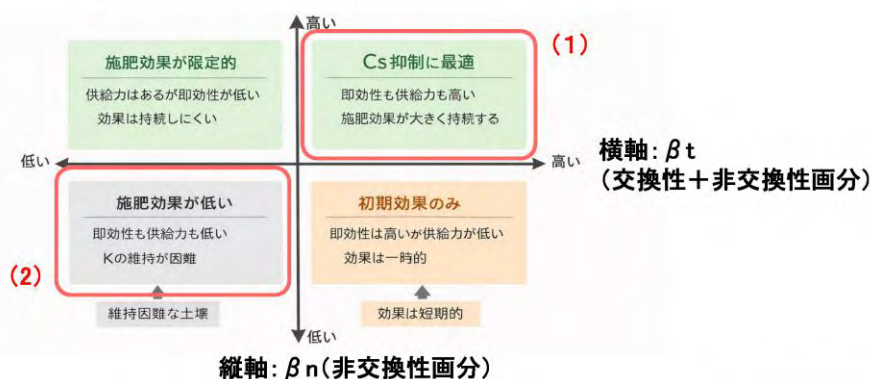 高い
(1)
施肥効果が限定的
供給力はあるが即効性が低い
効果は持続しにくい
Cs抑制に最適
即効性も供給力も高い
施肥効果が大きく持続する
低い
高い
横軸:βt
(交換性+非交換性画分)
施肥効果が低い
即効性も供給力も低い
Kの維持が困難
初期効果のみ
即効性は高いが供給力が低い
効果は一時的
(2)
維持困難な土壌
効果は短期的
低い
縦軸:βn(非交換性画分)